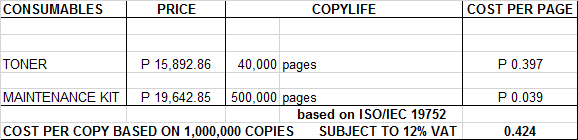 CONSUMABLES PRICE COPYLIFE COST PER PAGE
TONER P 15,892.86 40,000 pages P 0.397
MAINTENANCE KIT P 19,642.85 500,000 pages P 0.039
based on ISO/IEC 19752
COST PER COPY BASED ON 1,000,000 COPIES SUBJECT TO 12% VAT 0.424